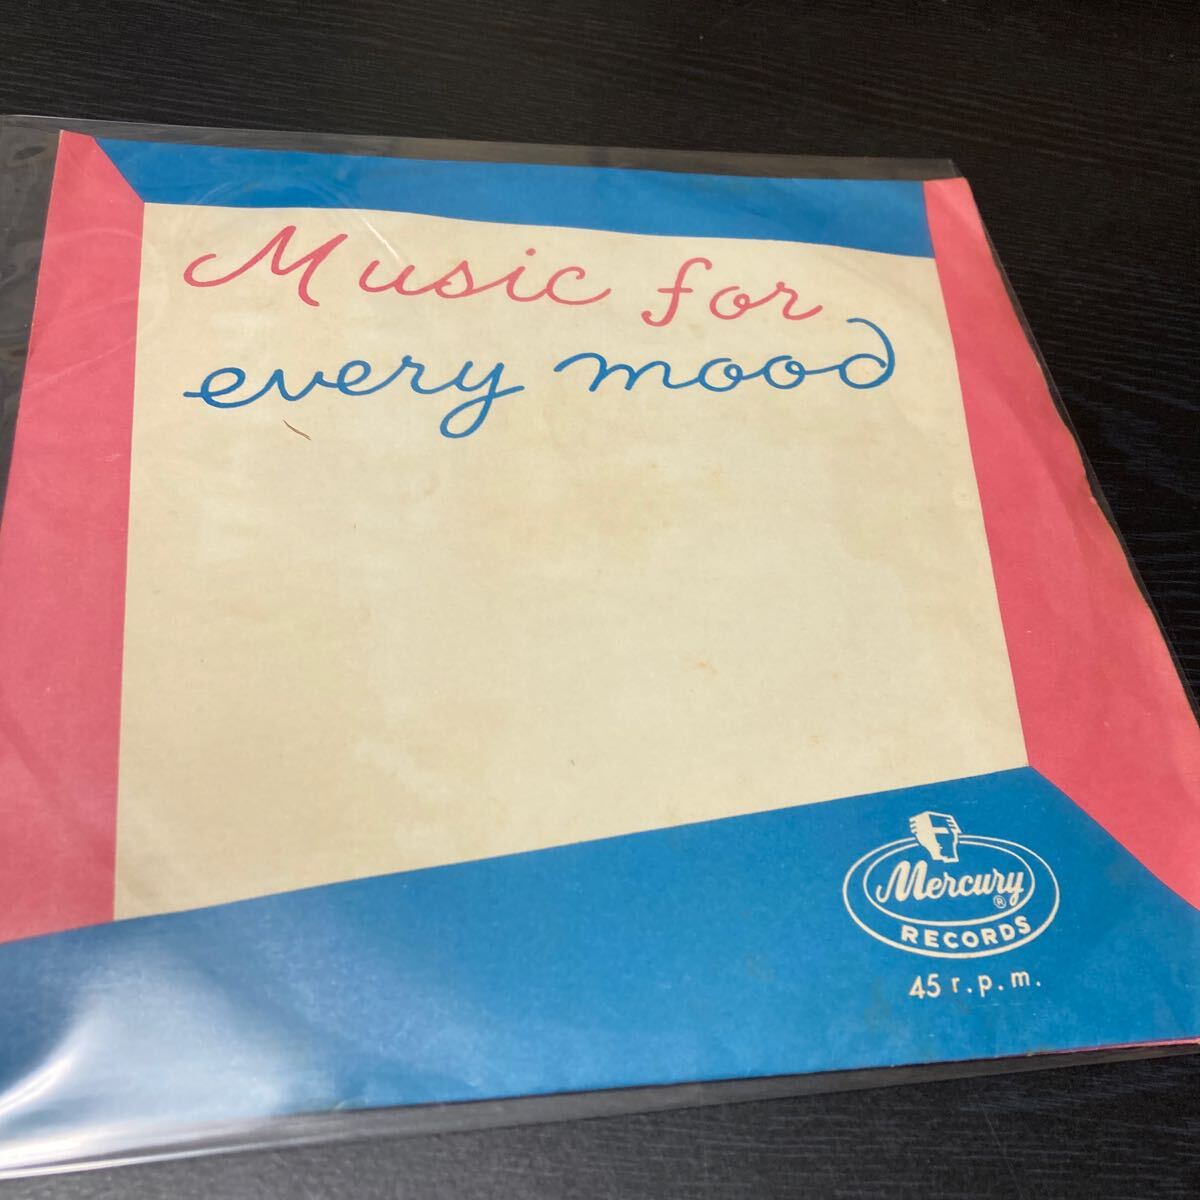 Music for
every mood
Mercury
®
RECORDS
45 r.p.m.